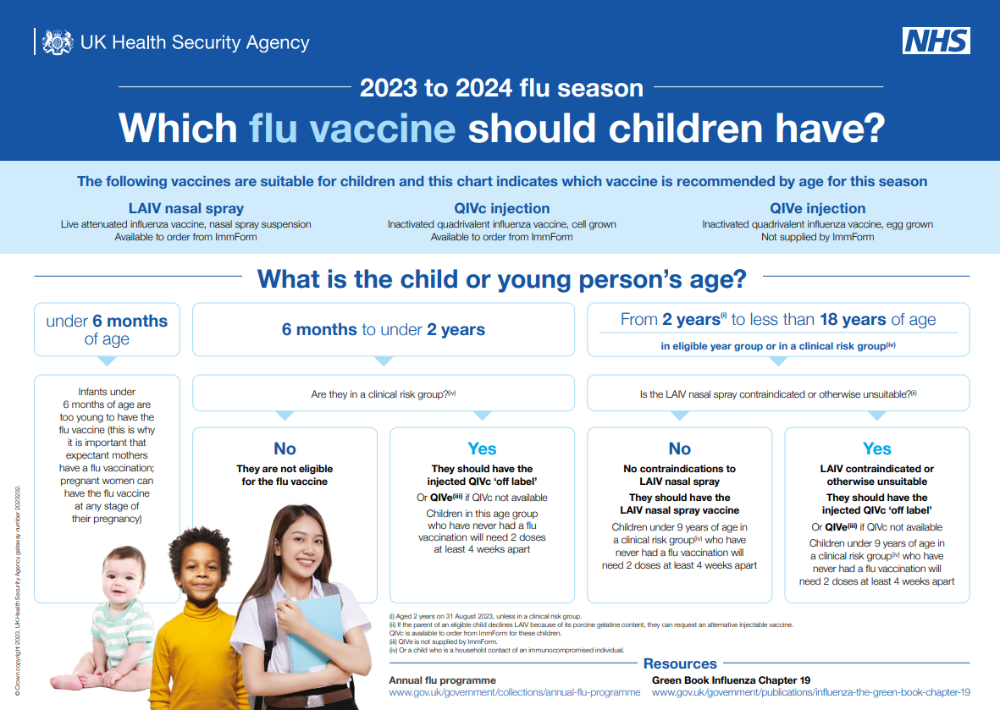 UK Health Security Agency
NHS
2023 to 2024 flu season
Which flu vaccine should children have?
The following vaccines are suitable for children and this chart indicates which vaccine is recommended by age for this season
LAIV nasal spray
Live attenuated influenza vaccine, nasal spray suspension
Available to order from ImmForm
QIVc injection
Inactivated quadrivalent influenza vaccine, cell grown
Available to order from ImmForm
QIVe injection
Inactivated quadrivalent influenza vaccine, egg grown
Not supplied by ImmForm
What is the child or young person's age?
under 6 months
of age
Infants under
6 months of age are
too young to have the
flu vaccine (this is why
it is important that
expectant mothers
have a flu vaccination;
pregnant women can
have the flu vaccine
at any stage of
their pregnancy)
6 months to under 2 years
Are they in a clinical risk group?(iv)
No
They are not eligible
for the flu vaccine
Yes
They should have the
injected QIVc ‘off label’
Or QIVe(iii) if QIVc not available
Children in this age group
who have never had a flu
vaccination will need 2 doses
at least 4 weeks apart
From 2 years(i) to less than 18 years of age
in eligible year group or in a clinical risk group(iv)
Is the LAIV nasal spray contraindicated or otherwise unsuitable?(ii)
No
No contraindications to
LAIV nasal spray
They should have the
LAIV nasal spray vaccine
Children under 9 years of age in
a clinical risk group(iv) who have
never had a flu vaccination will
need 2 doses at least 4 weeks apart
Yes
LAIV contraindicated or
otherwise unsuitable
They should have the
injected QIVc ‘off label’
Or QIVe(iii) if QIVc not available
Children under 9 years of age in
a clinical risk group(iv) who have
never had a flu vaccination will
need 2 doses at least 4 weeks apart
(i) Aged 2 years on 31 August 2023, unless in a clinical risk group.
(ii) If the parent of an eligible child declines LAIV because of its porcine gelatine content, they can request an alternative injectable vaccine.
QIVc is available to order from ImmForm for these children.
(iii) QIVe is not supplied by ImmForm.
(iv) Or a child who is a household contact of an immunocompromised individual.
Resources
Annual flu programme
www.gov.uk/government/collections/annual-flu-programme
Green Book Influenza Chapter 19
www.gov.uk/government/publications/influenza-the-green-book-chapter-19
© Crown copyright 2023. UK Health Security Agency gateway number 2023232.